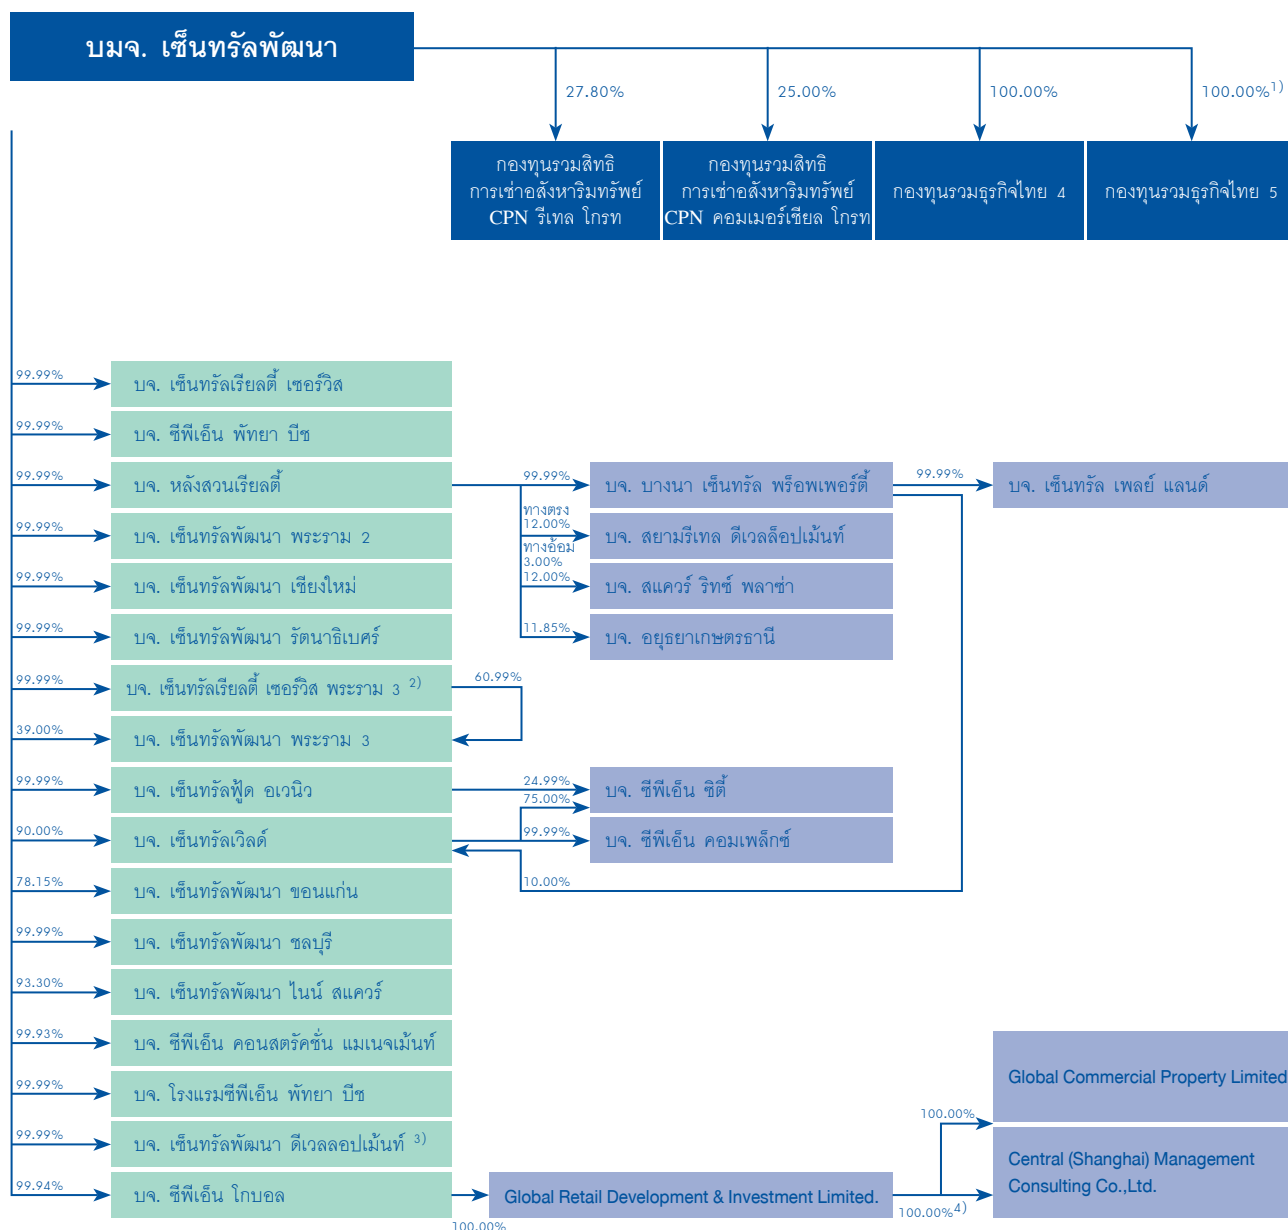 บมจ. เซ็นทรัลพัฒนา
27.80%
25.00%
100.00%
100.00%1)
กองทุนรวมสิทธิ
การเช่าอสังหาริมทรัพย์
CPN รีเทล โกรท
กองทุนรวมสิทธิ
การเช่าอสังหาริมทรัพย์
CPN คอมเมอร์เชียล โกรท
กองทุนรวมธุรกิจไทย 4
กองทุนรวมธุรกิจไทย 5
99.99%
บจ. เซ็นทรัลเรียลตี้ เซอร์วิส
99.99%
บจ. ซีพีเอ็น พัทยา บีช
99.99%
บจ. หลังสวนเรียลตี้
99.99%
บจ. บางนา เซ็นทรัล พร็อพเพอร์ตี้
99.99%
บจ. เซ็นทรัล เพลย์ แลนด์
99.99%
บจ. เซ็นทรัลพัฒนา พระราม 2
ทางตรง
12.00%
ทางอ้อม
3.00%
บจ. สยามรีเทล ดีเวลล็อปเม้นท์
99.99%
บจ. เซ็นทรัลพัฒนา เชียงใหม่
12.00%
บจ. สแควร์ ริทซ์ พลาซ่า
99.99%
บจ. เซ็นทรัลพัฒนา รัตนาธิเบศร์
11.85%
บจ. อยุธยาเกษตรธานี
99.99%
บจ. เซ็นทรัลเรียลตี้ เซอร์วิส พระราม 3 2)
60.99%
39.00%
บจ. เซ็นทรัลพัฒนา พระราม 3
99.99%
บจ. เซ็นทรัลฟู้ด อเวนิว
24.99%
75.00%
บจ. ซีพีเอ็น ซิตี้
90.00%
บจ. เซ็นทรัลเวิลด์
99.99%
บจ. ซีพีเอ็น คอมเพล็กซ์
10.00%
78.15%
บจ. เซ็นทรัลพัฒนา ขอนแก่น
99.99%
บจ. เซ็นทรัลพัฒนา ชลบุรี
93.30%
บจ. เซ็นทรัลพัฒนา ไนน์ สแควร์
99.93%
บจ. ซีพีเอ็น คอนสตรัคชั่น แมเนจเม้นท์
99.99%
บจ. โรงแรมซีพีเอ็น พัทยา บีช
99.99%
บจ. เซ็นทรัลพัฒนา ดีเวลลอปเม้นท์ 3)
99.94%
บจ. ซีพีเอ็น โกบอล
100.00%
Global Retail Development & Investment Limited.
100.00%
Global Commercial Property Limited
100.00%4)
Central (Shanghai) Management
Consulting Co.,Ltd.